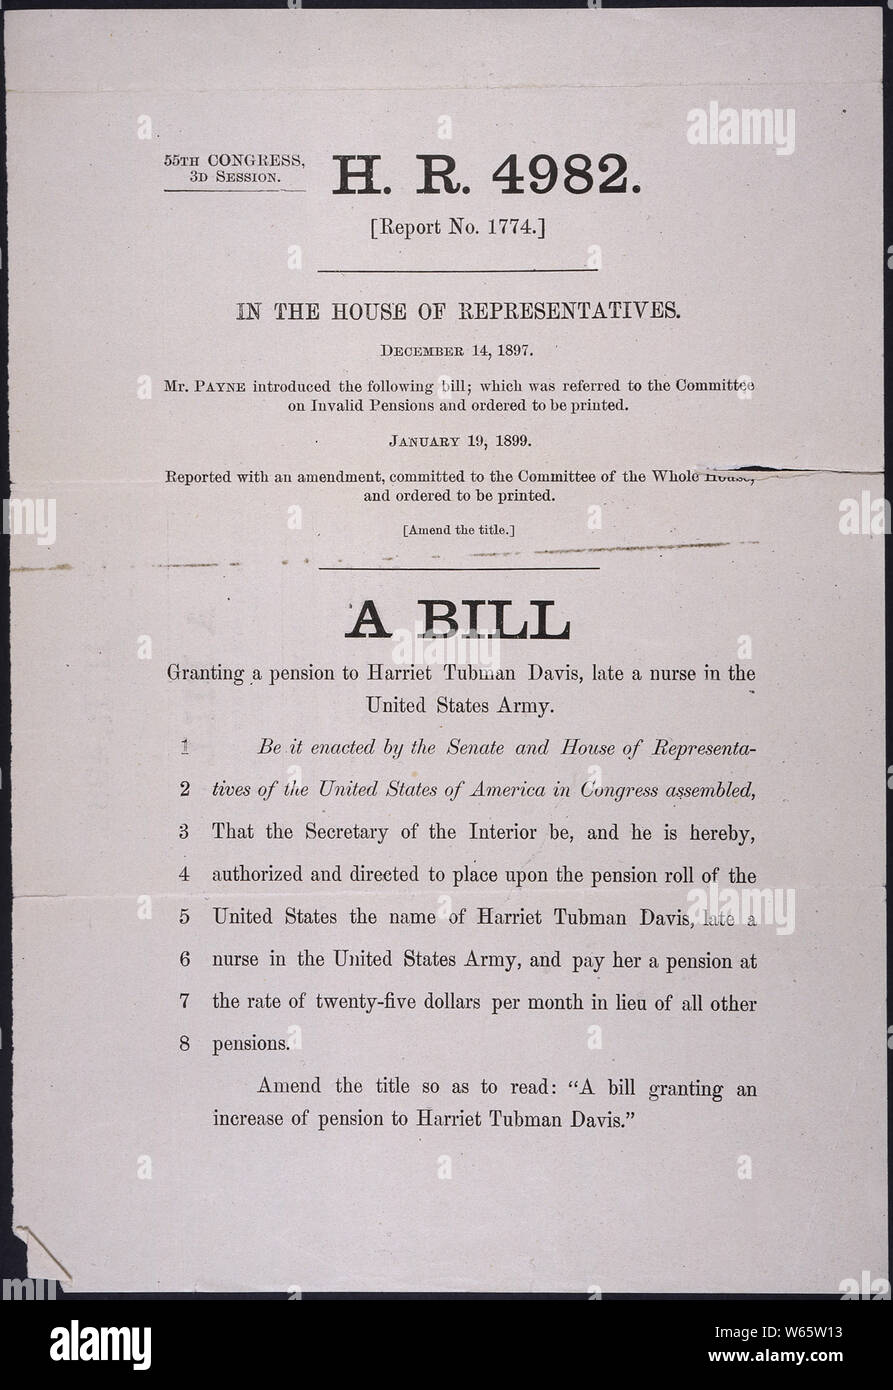 55TH CONGRESS,
3D SESSION.
H. R. 4982.
[Report No. 1774.]
IN THE HOUSE OF REPRESENTATIVES.
DECEMBER 14, 1897.
Mr. PAYNE introduced the following bill; which was referred to the Committee
on Invalid Pensions and ordered to be printed.
JANUARY 19, 1899.
Reported with an amendment, committed to the Committee of the Whole House,
and ordered to be printed.
[Amend the title.]
A BILL
Granting a pension to Harriet Tubman Davis, late a nurse in the
United States Army.
1 Be it enacted by the Senate and House of Representa-
2 tives of the United States of America in Congress assembled,
3 That the Secretary of the Interior be, and he is hereby,
4 authorized and directed to place upon the pension roll of the
5 United States the name of Harriet Tubman Davis, late a
6 nurse in the United States Army, and pay her a pension at
7 the rate of twenty-five dollars per month in lieu of all other
8 pensions.
Amend the title so as to read: “A bill granting an
increase of pension to Harriet Tubman Davis.”
alamy
Image ID: W65W13
www.alamy.com